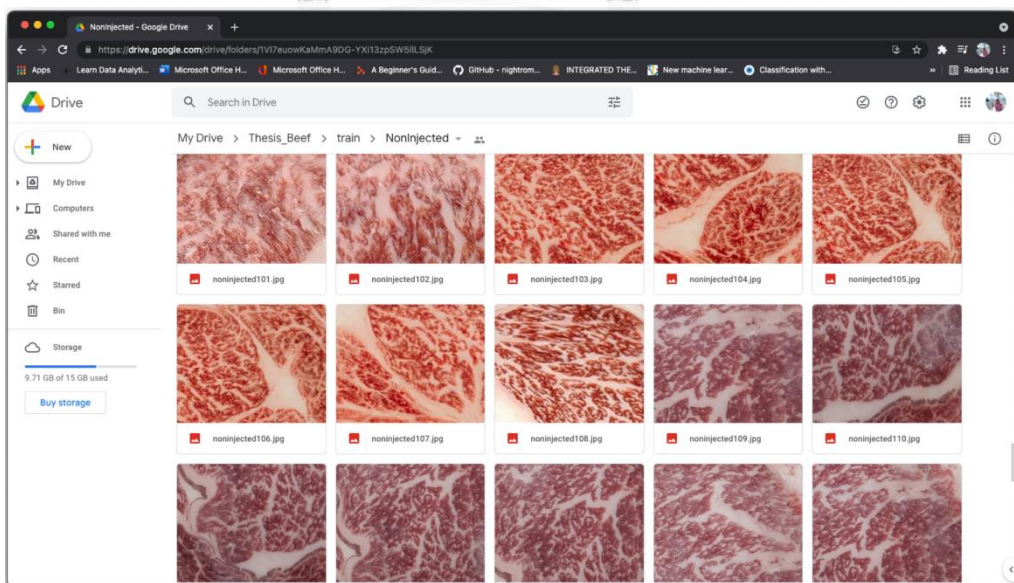 NonInjected - Google Drive
https://drive.google.com/drive/folders/1VI7euowKaMmA9DG-YXi13zpSW5IlLSjK
Apps Learn Data Analyti... Microsoft Office H... Microsoft Office H... A Beginner's Guid... GitHub - nightrom... INTEGRATED THE... New machine lear... Classification with... » Reading List
Drive
Search in Drive
New
My Drive > Thesis_Beef > train > NonInjected
My Drive
Computers
Shared with me
Recent
Starred
Bin
Storage
9.71 GB of 15 GB used
Buy storage
noninjected101.jpg noninjected102.jpg noninjected103.jpg noninjected104.jpg noninjected105.jpg
noninjected106.jpg noninjected107.jpg noninjected108.jpg noninjected109.jpg noninjected110.jpg